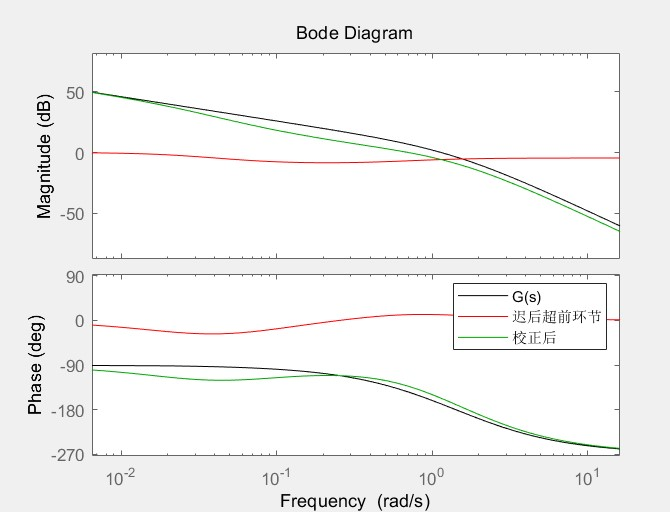 Bode Diagram
Magnitude (dB)
50
0
-50
Phase (deg)
90
0
-90
-180
-270
G(s)
迟后超前环节
校正后
10^-2
10^-1
10^0
10^1
Frequency (rad/s)